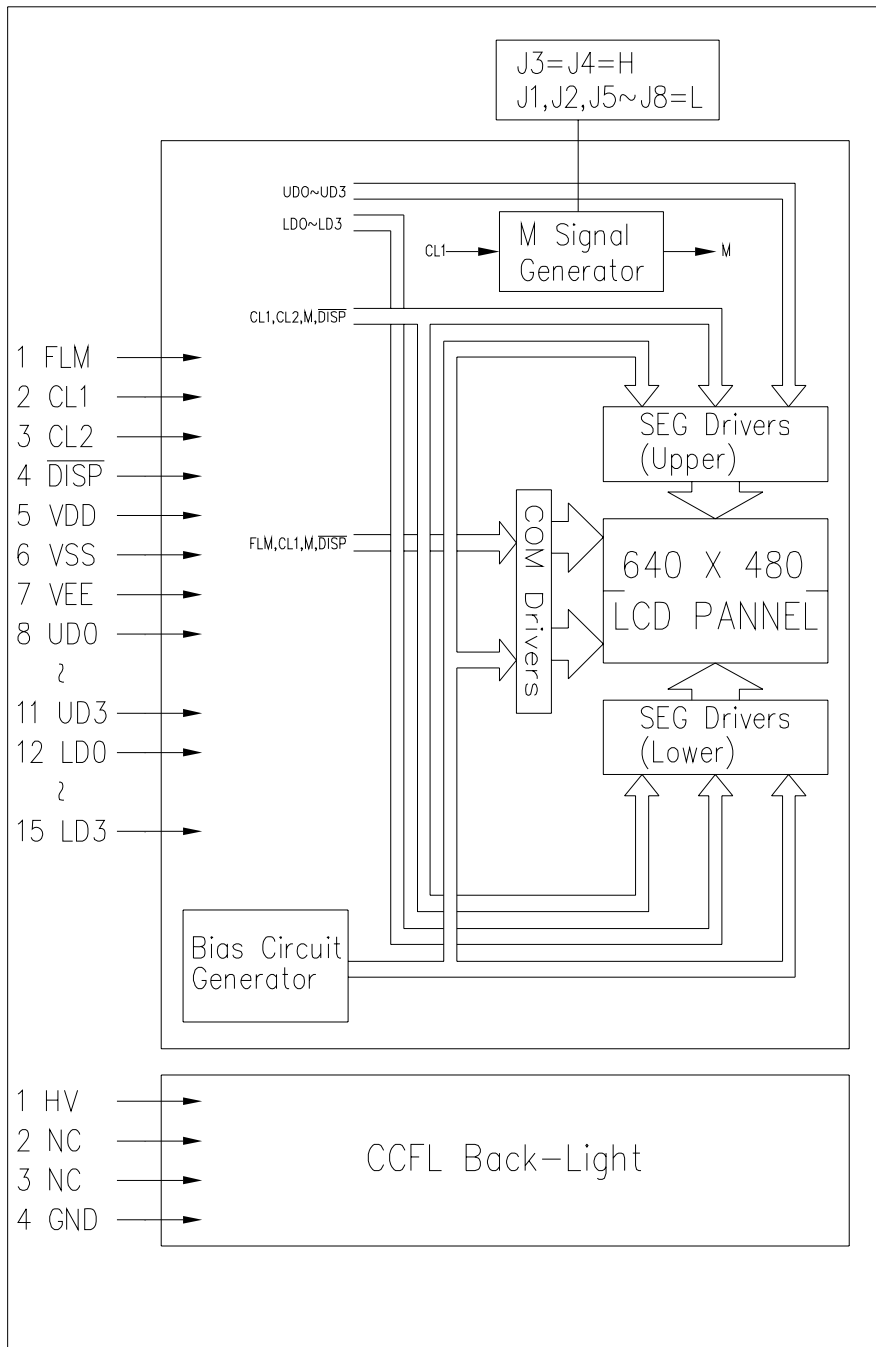 J3=J4=H
J1,J2,J5~J8=L
UD0~UD3
LD0~LD3
CL1
M Signal
Generator
M
CL1,CL2,M,D̅I̅S̅P̅
1 FLM
2 CL1
3 CL2
4 D̅I̅S̅P̅
5 VDD
6 VSS
7 VEE
8 UD0
~
11 UD3
12 LD0
~
15 LD3
SEG Drivers
(Upper)
FLM,CL1,M,D̅I̅S̅P̅
COM Drivers
640 X 480
LCD PANNEL
SEG Drivers
(Lower)
Bias Circuit
Generator
1 HV
2 NC
3 NC
4 GND
CCFL Back-Light